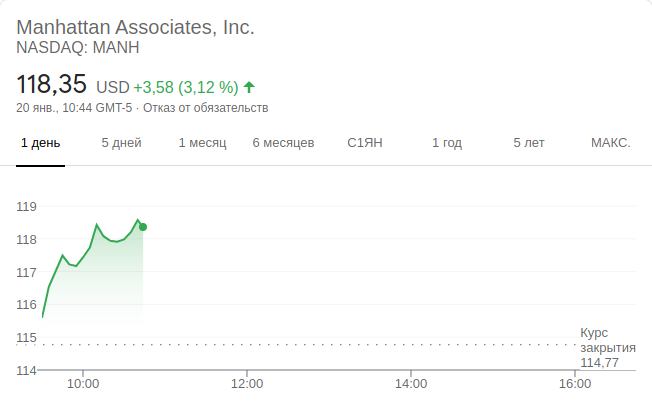 Manhattan Associates, Inc.
NASDAQ: MANH
118,35 USD +3,58 (3,12 %)
20 янв., 10:44 GMT-5 · Отказ от обязательств
1 день 5 дней 1 месяц 6 месяцев С1ЯН 1 год 5 лет МАКС.
119
118
117
116
115
Курс
закрытия
114,77
114
10:00 12:00 14:00 16:00